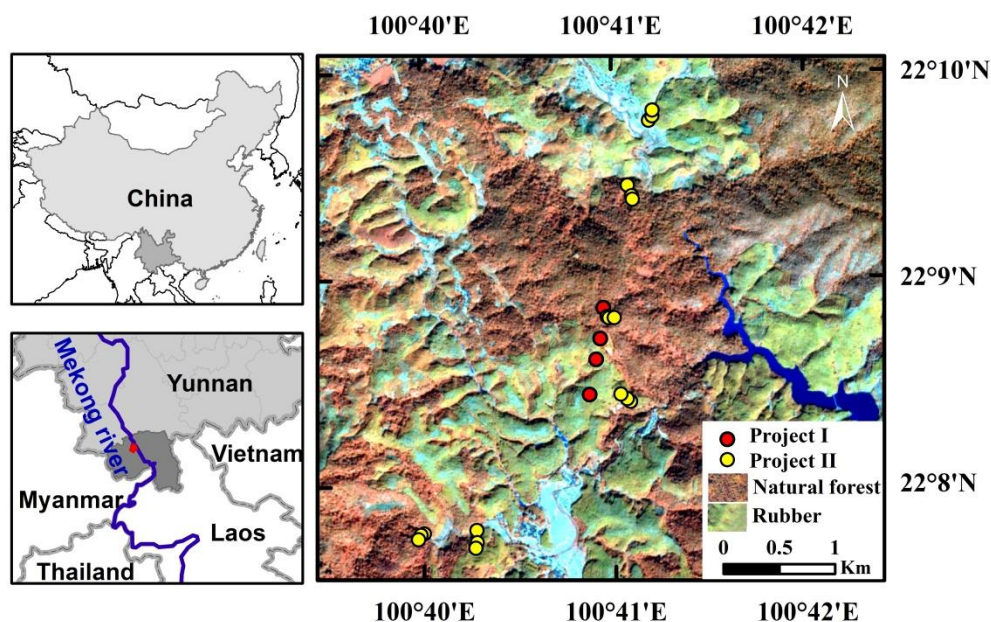 China
Mekong river
Yunnan
Vietnam
Myanmar
Laos
Thailand
100°40'E 100°41'E 100°42'E
22°10'N
N
22°9'N
22°8'N
Project I
Project II
Natural forest
Rubber
0 0.5 1
Km
100°40'E 100°41'E 100°42'E